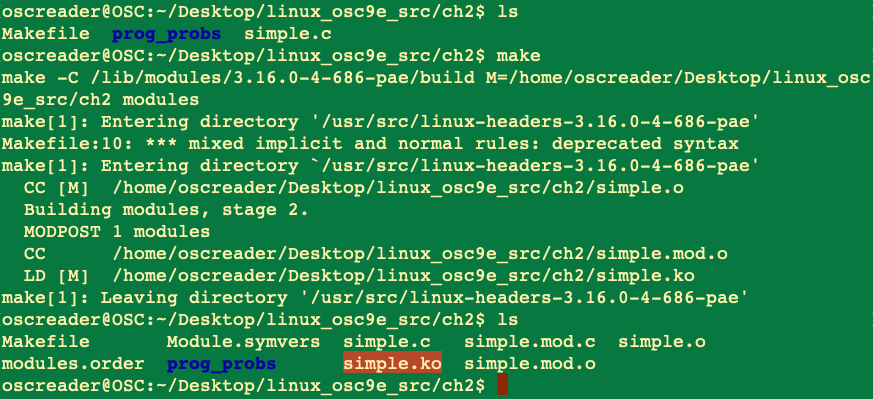 oscreader@OSC:~/Desktop/linux_osc9e_src/ch2$ ls
Makefile  prog_probs  simple.c
oscreader@OSC:~/Desktop/linux_osc9e_src/ch2$ make
make -C /lib/modules/3.16.0-4-686-pae/build M=/home/oscreader/Desktop/linux_osc
9e_src/ch2 modules
make[1]: Entering directory '/usr/src/linux-headers-3.16.0-4-686-pae'
Makefile:10: *** mixed implicit and normal rules: deprecated syntax
make[1]: Entering directory `/usr/src/linux-headers-3.16.0-4-686-pae'
  CC [M]  /home/oscreader/Desktop/linux_osc9e_src/ch2/simple.o
  Building modules, stage 2.
  MODPOST 1 modules
  CC      /home/oscreader/Desktop/linux_osc9e_src/ch2/simple.mod.o
  LD [M]  /home/oscreader/Desktop/linux_osc9e_src/ch2/simple.ko
make[1]: Leaving directory '/usr/src/linux-headers-3.16.0-4-686-pae'
oscreader@OSC:~/Desktop/linux_osc9e_src/ch2$ ls
Makefile       Module.symvers  simple.c   simple.mod.c  simple.o
modules.order  prog_probs      simple.ko  simple.mod.o
oscreader@OSC:~/Desktop/linux_osc9e_src/ch2$